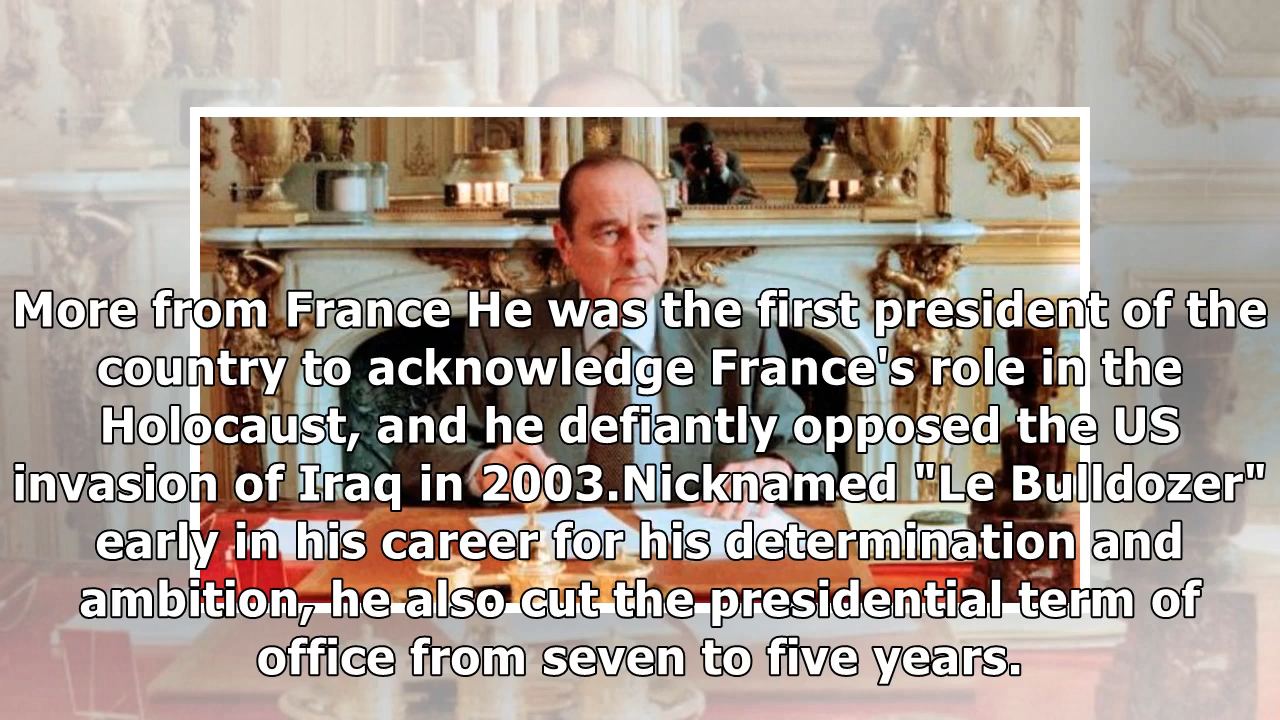 More from France He was the first president of the
country to acknowledge France's role in the
Holocaust, and he defiantly opposed the US
invasion of Iraq in 2003.Nicknamed "Le Bulldozer"
early in his career for his determination and
ambition, he also cut the presidential term of
office from seven to five years.